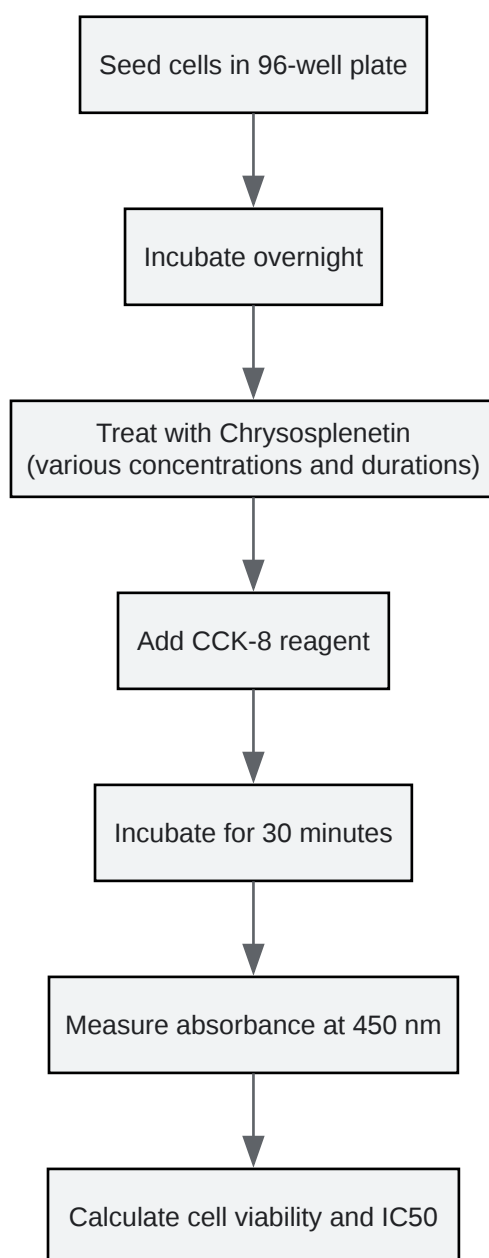 Seed cells in 96-well plate
Incubate overnight
Treat with Chrysosplenetin
(various concentrations and durations)
Add CCK-8 reagent
Incubate for 30 minutes
Measure absorbance at 450 nm
Calculate cell viability and IC50